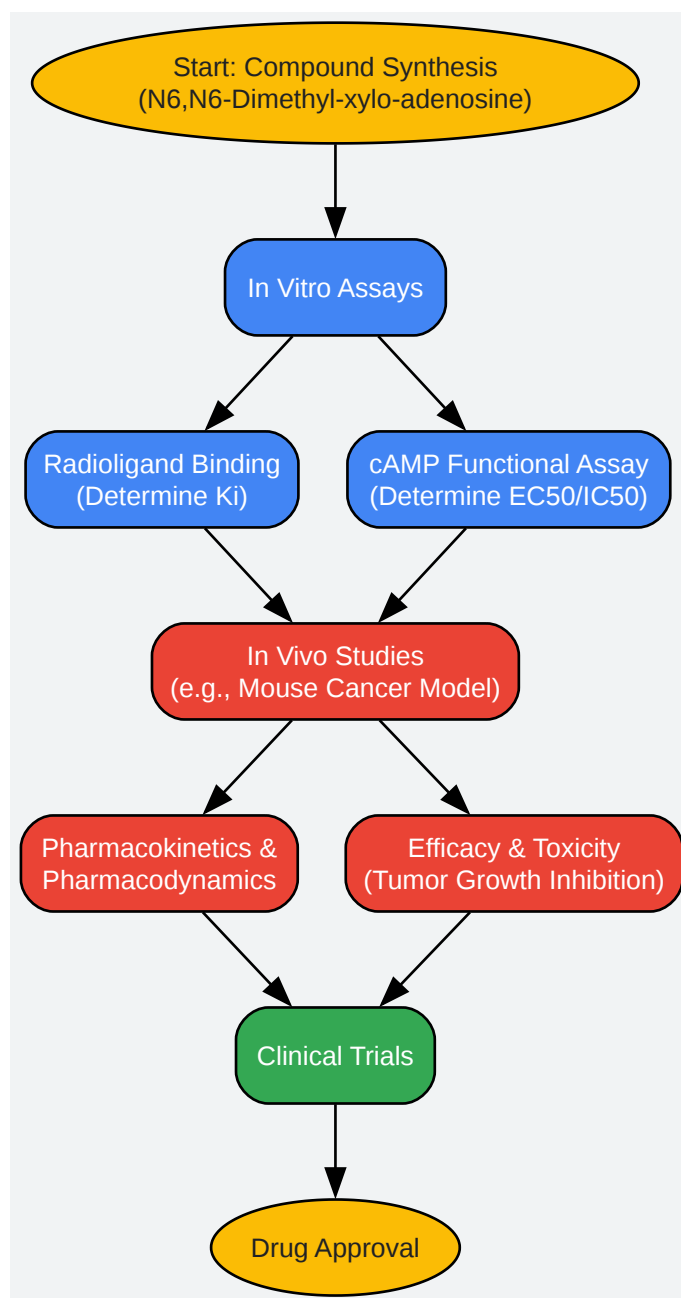 Start: Compound Synthesis
(N6,N6-Dimethyl-xylo-adenosine)
In Vitro Assays
Radioligand Binding
(Determine Ki)
cAMP Functional Assay
(Determine EC50/IC50)
In Vivo Studies
(e.g., Mouse Cancer Model)
Pharmacokinetics &
Pharmacodynamics
Efficacy & Toxicity
(Tumor Growth Inhibition)
Clinical Trials
Drug Approval